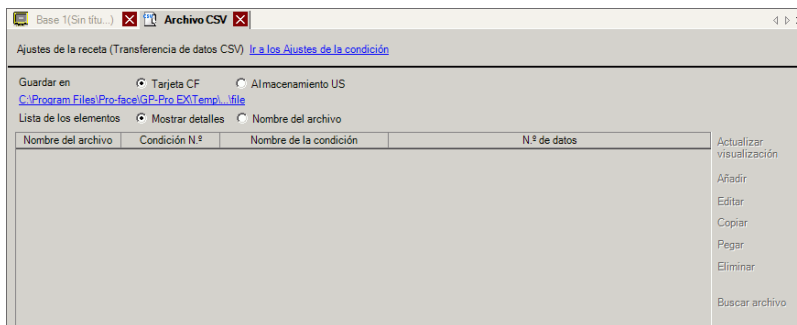 Base 1(Sin títu...) Archivo CSV
Ajustes de la receta (Transferencia de datos CSV) Ir a los Ajustes de la condición
Guardar en Tarjeta CF Almacenamiento US
C:\Program Files\Pro-face\GP-Pro EX\Temp\...\file
Lista de los elementos Mostrar detalles Nombre del archivo
Nombre del archivo Condición N.º Nombre de la condición N.º de datos
Actualizar
visualización
Añadir
Editar
Copiar
Pegar
Eliminar
Buscar archivo